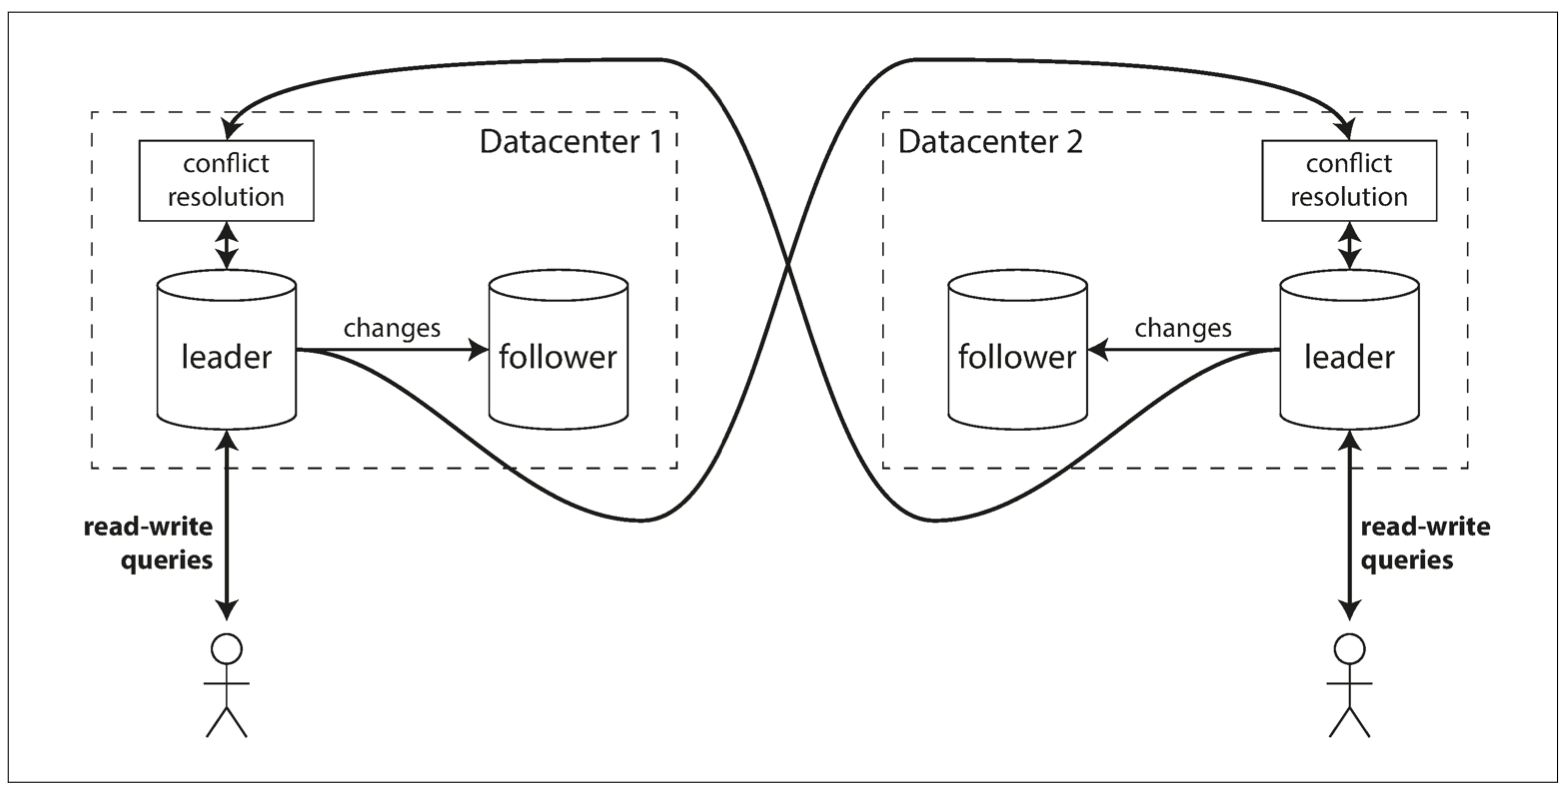 Datacenter 1
conflict
resolution
changes
leader
follower
read-write
queries
Datacenter 2
conflict
resolution
changes
follower
leader
read-write
queries